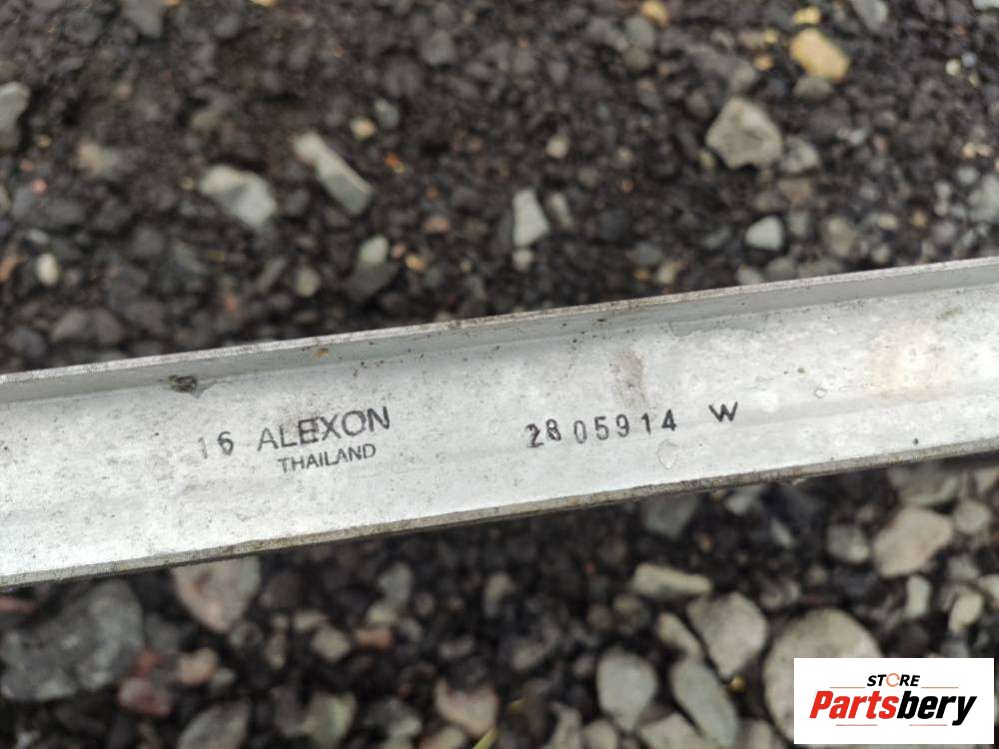 16 ALEXON
THAILAND
2805914 W
STORE
Partsbery